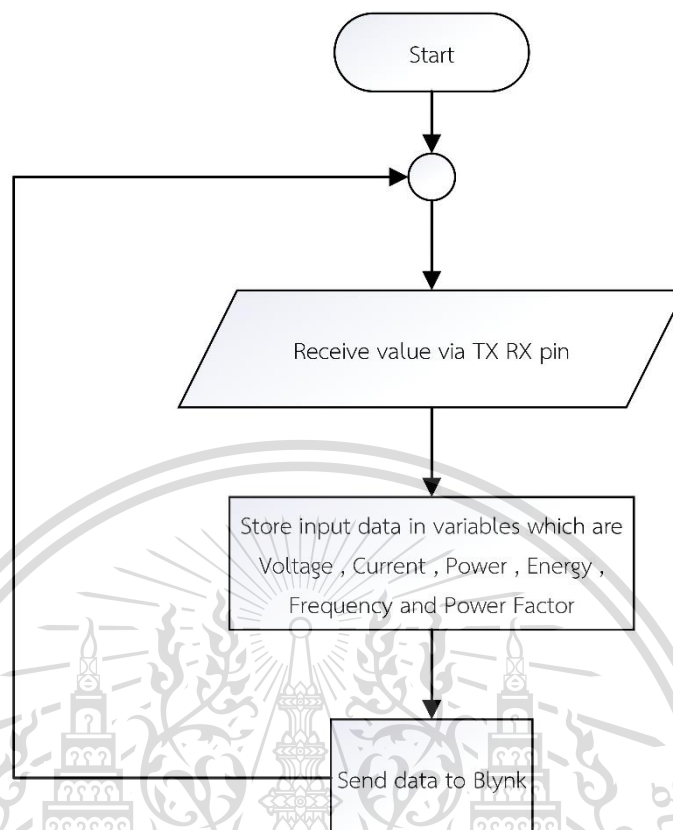 Start
Receive value via TX RX pin
Store input data in variables which are
Voltage , Current , Power , Energy ,
Frequency and Power Factor
Send data to Blynk